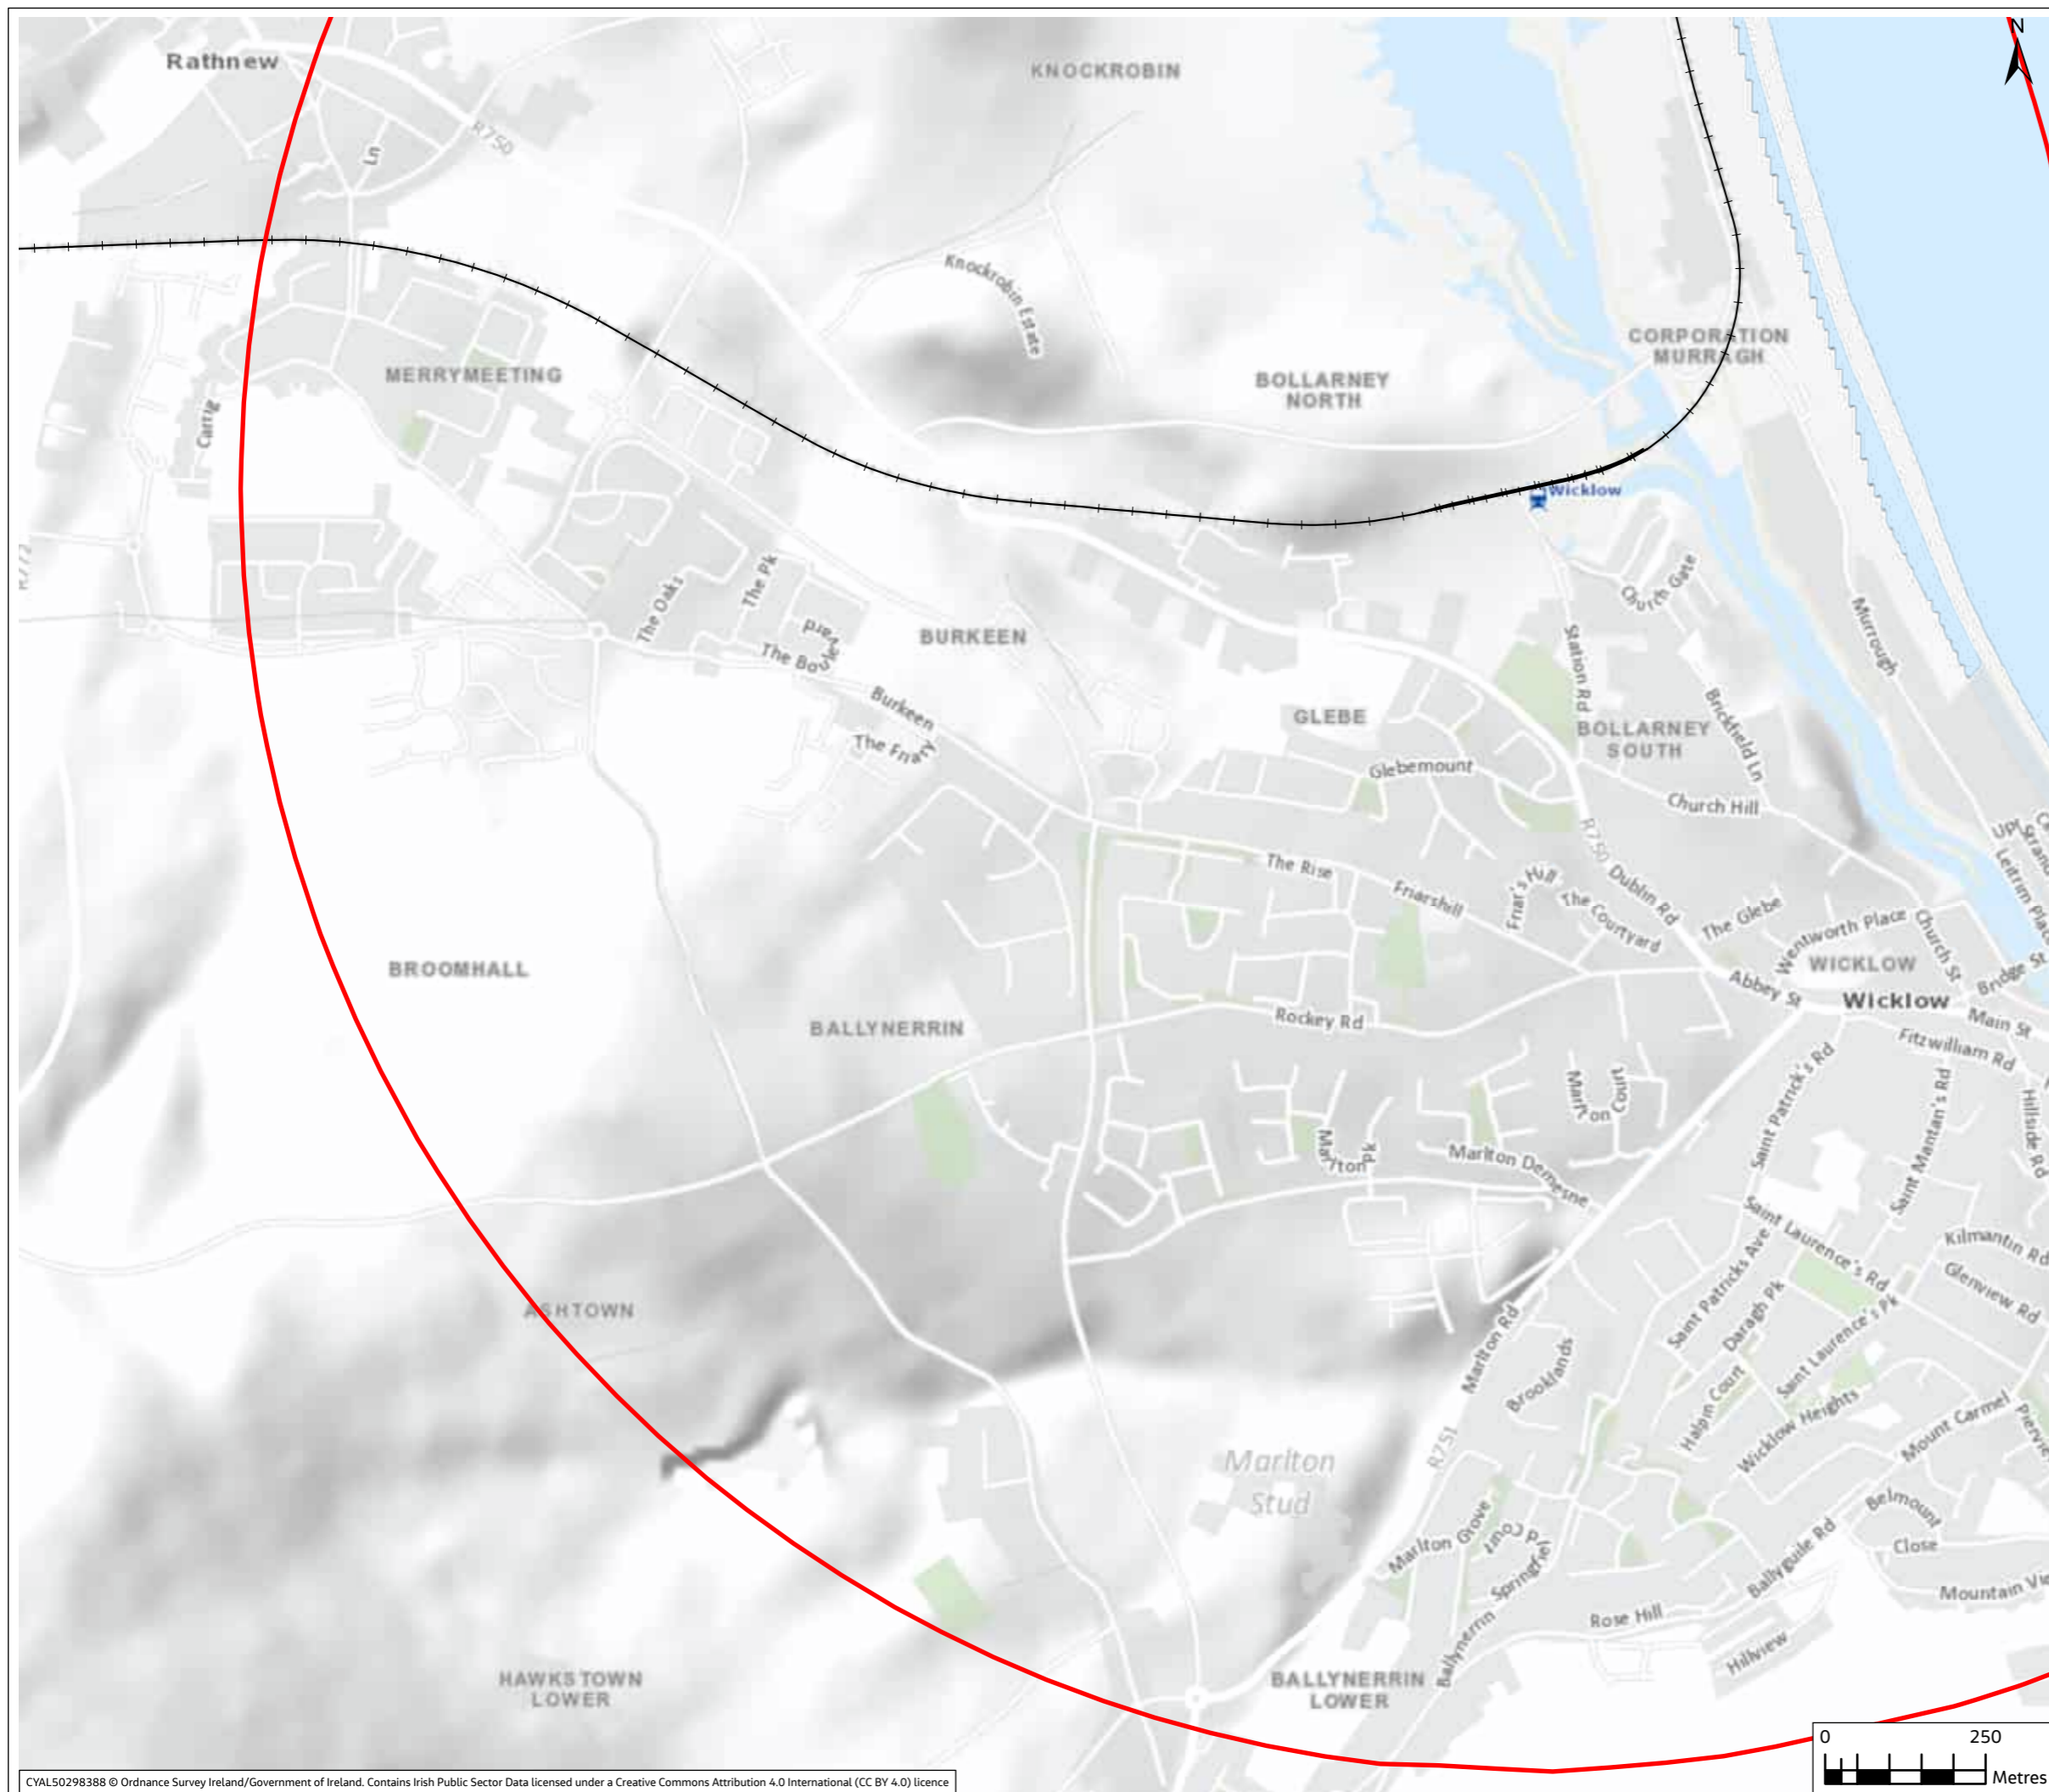 N
Rathnew
KNOCKROBIN
R750
Ln
Knockrobin Estate
CORPORATION
MURRAGH
MERRYMEETING
BOLLARNEY
NORTH
Carrig
Wicklow
R772
The Pk
The Oaks
Church Gate
Murrough
The Boulevard
BURKEEN
Station Rd
Burkeen
The Friary
GLEBE
BOLLARNEY
SOUTH
Brickfield Ln
Glebemount
Church Hill
R750
Upr Strand
Leitrim Place
The Rise
Friarshill
Friar's Hill
The Courtyard
Dublin Rd
The Glebe
Wentworth Place
Church St
BROOMHALL
WICKLOW
Bridge St
Abbey St
Wicklow
Main St
BALLYNERRIN
Rockey Rd
Fitzwilliam Rd
Saint Patrick's Rd
Marlton Court
Saint Mantan's Rd
Hillside Rd
Marlton Pk
Marlton Demesne
Saint Laurence's Rd
Kilmantin Rd
Glenview Rd
ASHTOWN
Saint Patricks Ave
Daragh Pk
Saint Laurence's Pk
Marlton Rd
Brooklands
Halpin Court
Wicklow Heights
Mount Carmel
R751
Marlton
Stud
Belmount
Close
Marlton Grove
Springfield Court
Ballyguile Rd
Mountain Vie
Rose Hill
Ballynerrin
Hillview
HAWKSTOWN
LOWER
BALLYNERRIN
LOWER
0 250
Metres
CYAL50298388 © Ordnance Survey Ireland/Government of Ireland. Contains Irish Public Sector Data licensed under a Creative Commons Attribution 4.0 International (CC BY 4.0) licence